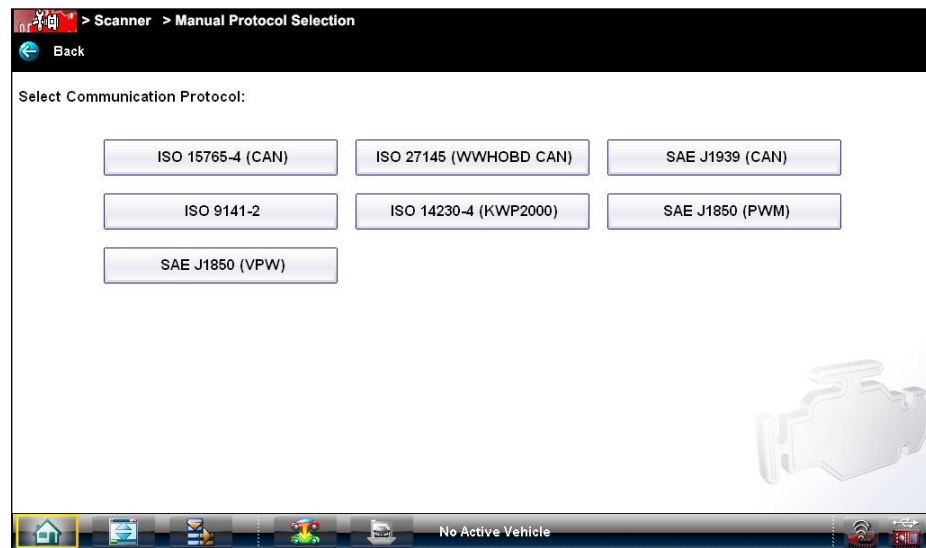 > Scanner > Manual Protocol Selection
Back
Select Communication Protocol:
ISO 15765-4 (CAN)
ISO 27145 (WWHOBD CAN)
SAE J1939 (CAN)
ISO 9141-2
ISO 14230-4 (KWP2000)
SAE J1850 (PWM)
SAE J1850 (VPW)
No Active Vehicle